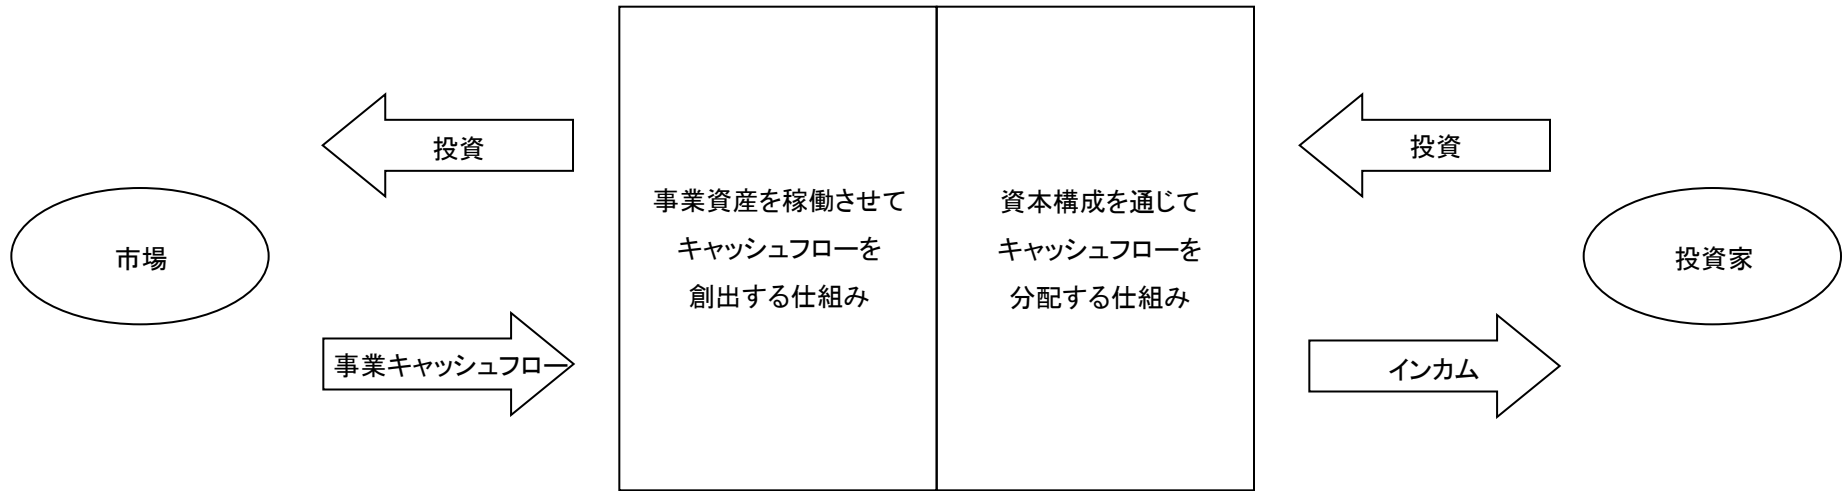 投資
投資
事業資産を稼働させて
キャッシュフローを
創出する仕組み
資本構成を通じて
キャッシュフローを
分配する仕組み
市場
投資家
事業キャッシュフロー
インカム